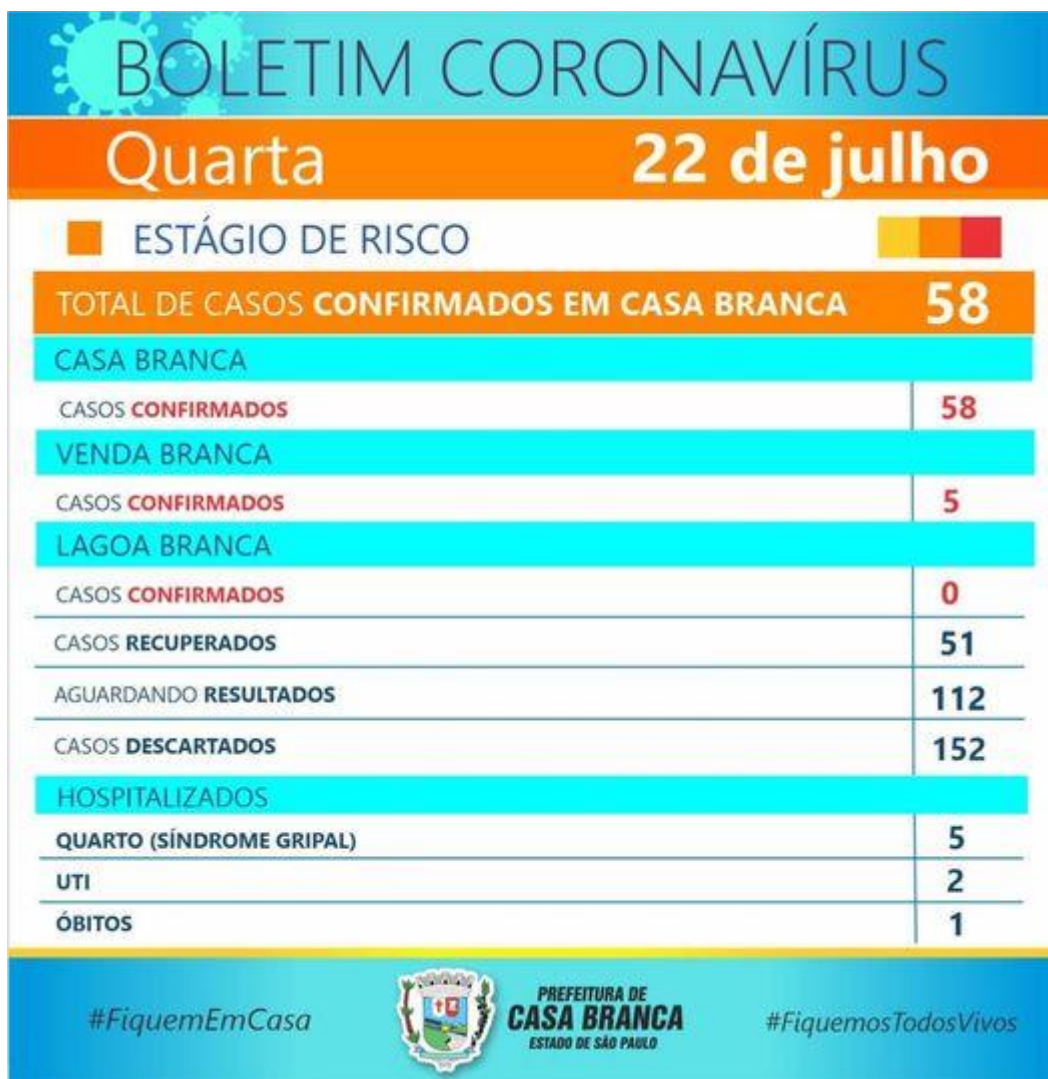 BOLETIM CORONAVÍRUS
Quarta 22 de julho
ESTÁGIO DE RISCO
TOTAL DE CASOS CONFIRMADOS EM CASA BRANCA 58
CASA BRANCA
CASOS CONFIRMADOS 58
VENDA BRANCA
CASOS CONFIRMADOS 5
LAGOA BRANCA
CASOS CONFIRMADOS 0
CASOS RECUPERADOS 51
AGUARDANDO RESULTADOS 112
CASOS DESCARTADOS 152
HOSPITALIZADOS
QUARTO (SÍNDROME GRIPAL) 5
UTI 2
ÓBITOS 1
#FiquemEmCasa
PREFEITURA DE
CASA BRANCA
ESTADO DE SÃO PAULO
#FiquemosTodosVivos